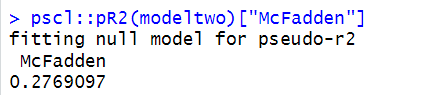 > pscl::pR2(modeltwo)["McFadden"]
fitting null model for pseudo-r2
 McFadden
0.2769097